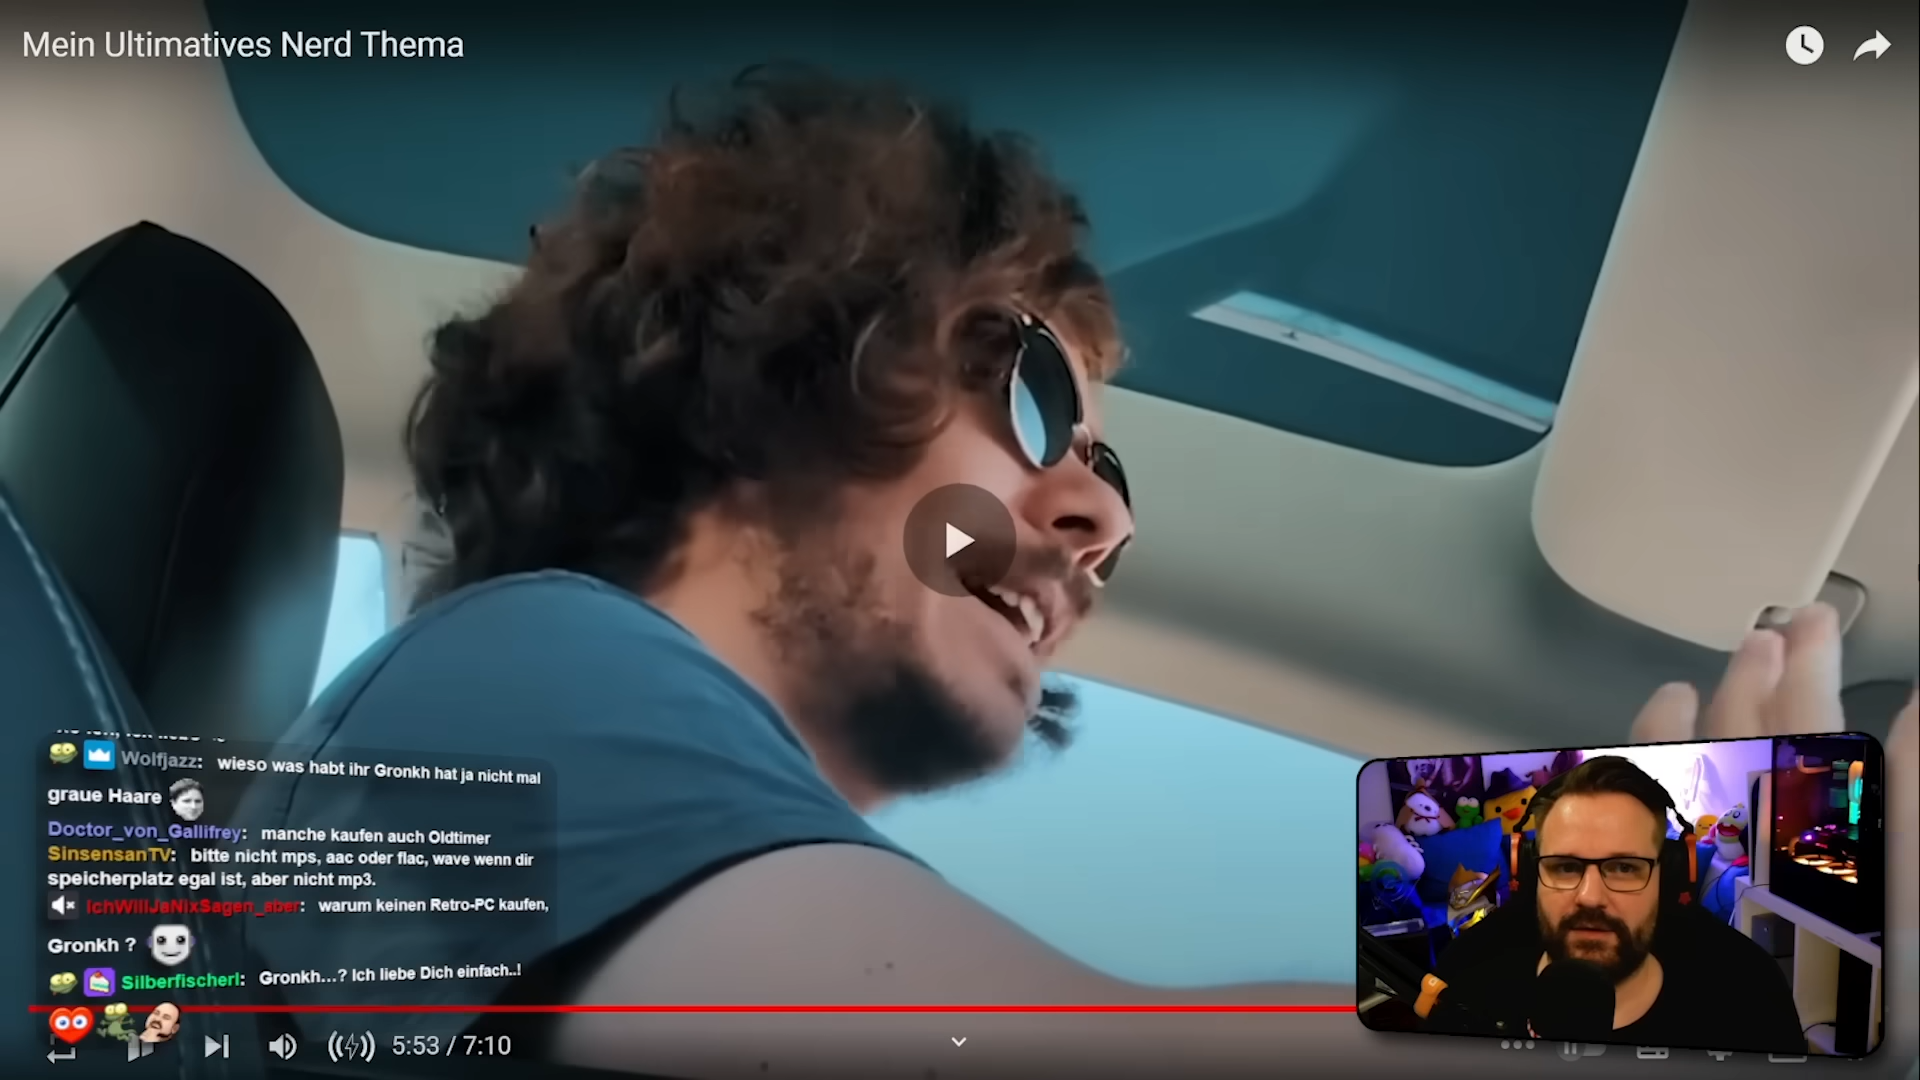 Mein Ultimatives Nerd Thema
Wolfjazz: wieso was habt ihr Gronkh hat ja nicht mal
graue Haare
Doctor_von_Gallifrey: manche kaufen auch Oldtimer
SinsensanTV: bitte nicht mps, aac oder flac, wave wenn dir
speicherplatz egal ist, aber nicht mp3.
IchWillJaNixSagen_aber: warum keinen Retro-PC kaufen,
Gronkh ?
Silberfischerl: Gronkh...? Ich liebe Dich einfach..!
5:53 / 7:10